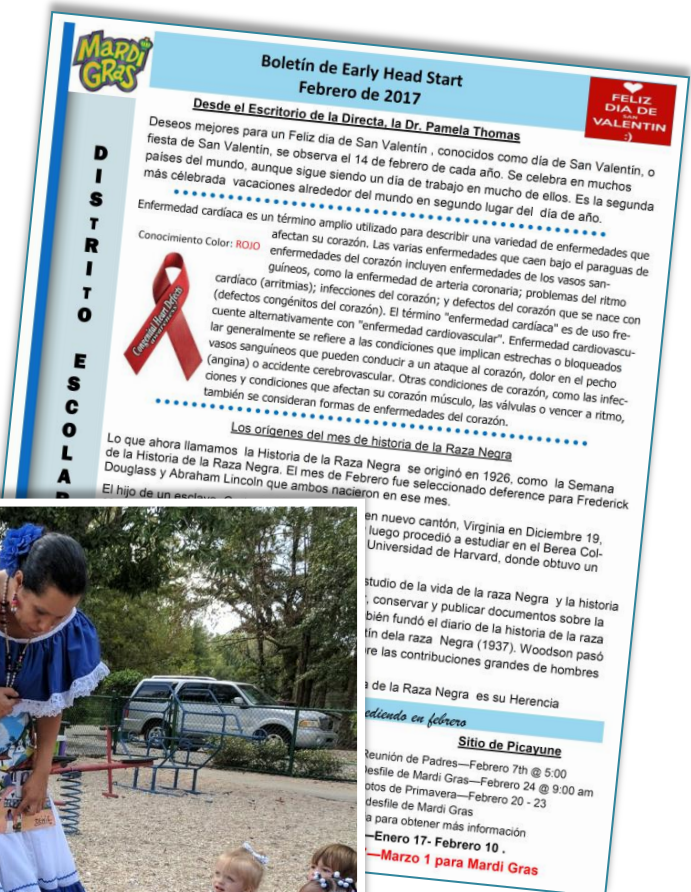 MARDI
GRAS
Boletín de Early Head Start
Febrero de 2017
FELIZ
DIA DE
SAN
VALENTIN
:)
DISTRITO ESCOLAR
Desde el Escritorio de la Directa, la Dr. Pamela Thomas
Deseos mejores para un Feliz día de San Valentín , conocidos como día de San Valentín, o
fiesta de San Valentín, se observa el 14 de febrero de cada año. Se celebra en muchos
países del mundo, aunque sigue siendo un día de trabajo en mucho de ellos. Es la segunda
más célebrada vacaciones alrededor del mundo en segundo lugar del día de año.
Enfermedad cardíaca es un término amplio utilizado para describir una variedad de enfermedades que
Conocimiento Color: ROJO
afectan su corazón. Las varias enfermedades que caen bajo el paraguas de
enfermedades del corazón incluyen enfermedades de los vasos san-
guíneos, como la enfermedad de arteria coronaria; problemas del ritmo
cardíaco (arritmias); infecciones del corazón; y defectos del corazón que se nace con
(defectos congénitos del corazón). El término "enfermedad cardíaca" es de uso fre-
cuente alternativamente con "enfermedad cardiovascular". Enfermedad cardiovascu-
lar generalmente se refiere a las condiciones que implican estrechas o bloqueados
vasos sanguíneos que pueden conducir a un ataque al corazón, dolor en el pecho
(angina) o accidente cerebrovascular. Otras condiciones de corazón, como las infec-
ciones y condiciones que afectan su corazón músculo, las válvulas o vencer a ritmo,
también se consideran formas de enfermedades del corazón.
Congenital Heart Defects
awareness
Los orígenes del mes de historia de la Raza Negra
Lo que ahora llamamos la Historia de la Raza Negra se originó en 1926, como la Semana
de la Historia de la Raza Negra. El mes de Febrero fue seleccionado deference para Frederick
Douglass y Abraham Lincoln que ambos nacieron en ese mes.
El hijo de un esclavo
en nuevo cantón, Virginia en Diciembre 19,
luego procedió a estudiar en el Berea Col-
Universidad de Harvard, donde obtuvo un
studio de la vida de la raza Negra y la historia
, conservar y publicar documentos sobre la
bién fundó el diario de la historia de la raza
tín dela raza Negra (1937). Woodson pasó
re las contribuciones grandes de hombres
a de la Raza Negra es su Herencia
ediendo en febrero
Sitio de Picayune
Reunión de Padres—Febrero 7th @ 5:00
Desfile de Mardi Gras—Febrero 24 @ 9:00 am
otos de Primavera—Febrero 20 - 23
desfile de Mardi Gras
a para obtener más información
—Enero 17- Febrero 10 .
—Marzo 1 para Mardi Gras